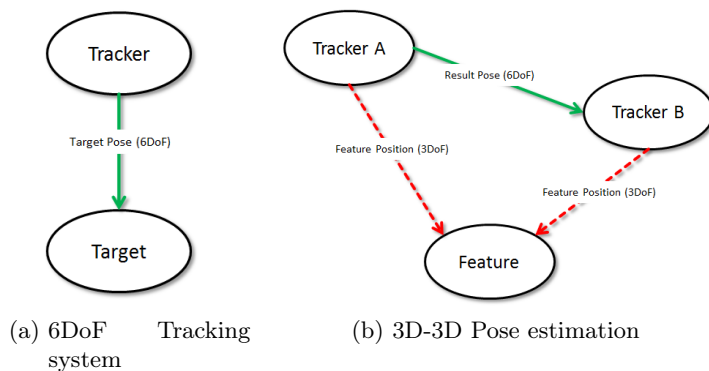 Tracker
Target Pose (6DoF)
Target
(a) 6DoF Tracking
system
Tracker A
Result Pose (6DoF)
Tracker B
Feature Position (3DoF)
Feature Position (3DoF)
Feature
(b) 3D-3D Pose estimation